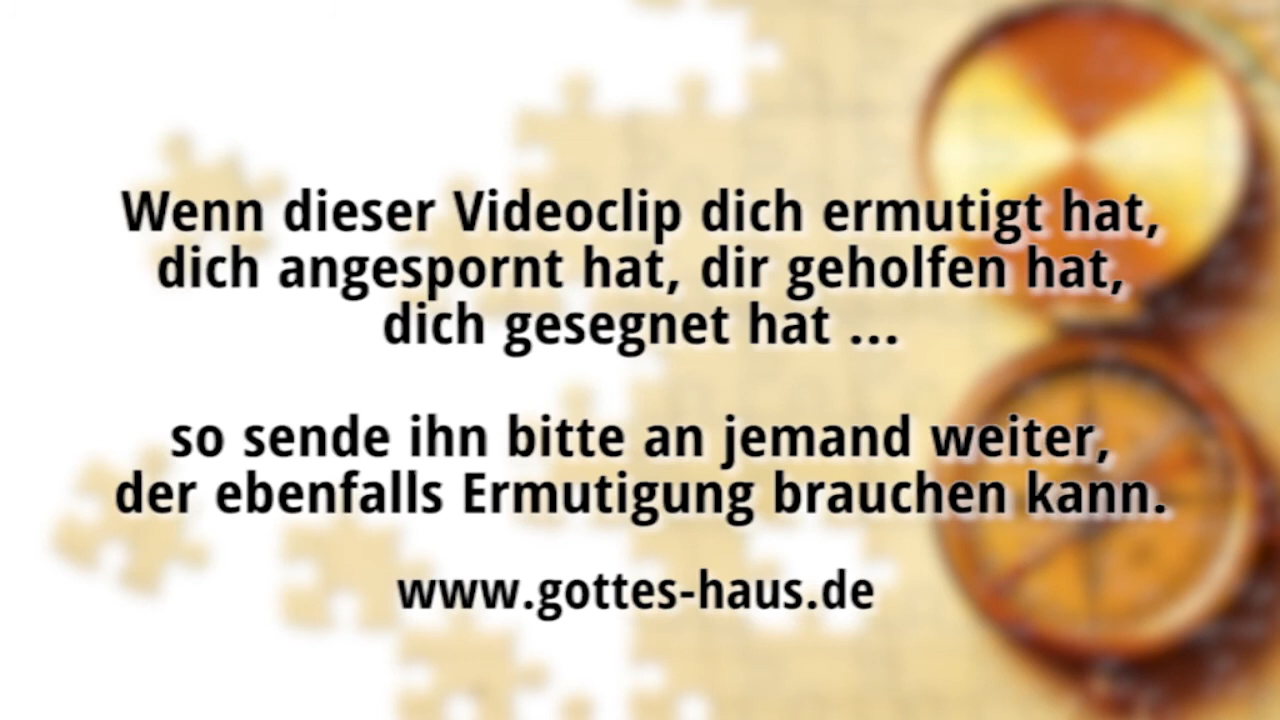 Wenn dieser Videoclip dich ermutigt hat,
dich angespornt hat, dir geholfen hat,
dich gesegnet hat ...
so sende ihn bitte an jemand weiter,
der ebenfalls Ermutigung brauchen kann.
www.gottes-haus.de